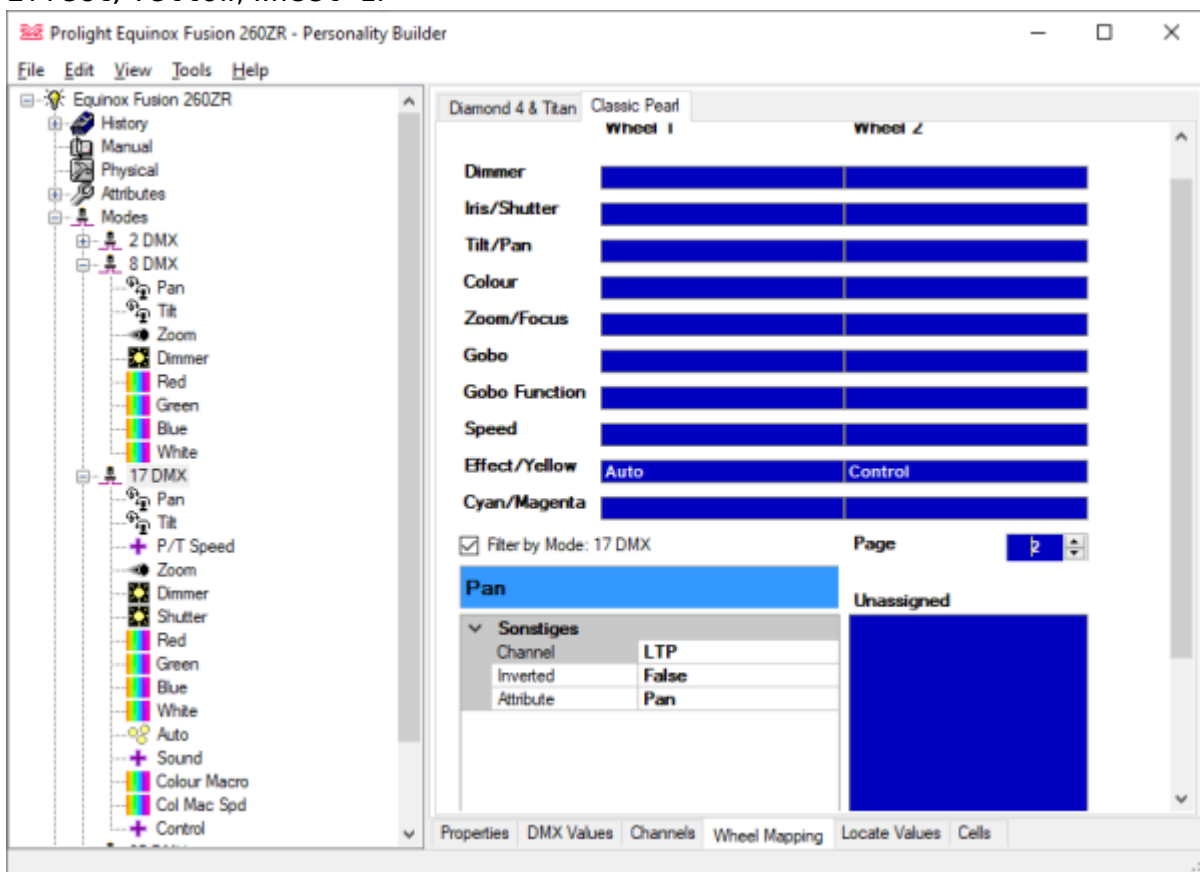 Prolight Equinox Fusion 260ZR - Personality Builder
File Edit View Tools Help
Equinox Fusion 260ZR
History
Manual
Physical
Attributes
Modes
2 DMX
8 DMX
Pan
Tilt
Zoom
Dimmer
Red
Green
Blue
White
17 DMX
Pan
Tilt
P/T Speed
Zoom
Dimmer
Shutter
Red
Green
Blue
White
Auto
Sound
Colour Macro
Col Mac Spd
Control
Diamond 4 & Titan Classic Pearl
Wheel 1 Wheel 2
Dimmer
Iris/Shutter
Tilt/Pan
Colour
Zoom/Focus
Gobo
Gobo Function
Speed
Effect/Yellow Auto Control
Cyan/Magenta
Filter by Mode: 17 DMX Page 2
Pan
Unassigned
Sonstiges
Channel LTP
Inverted False
Attribute Pan
Properties DMX Values Channels Wheel Mapping Locate Values Cells